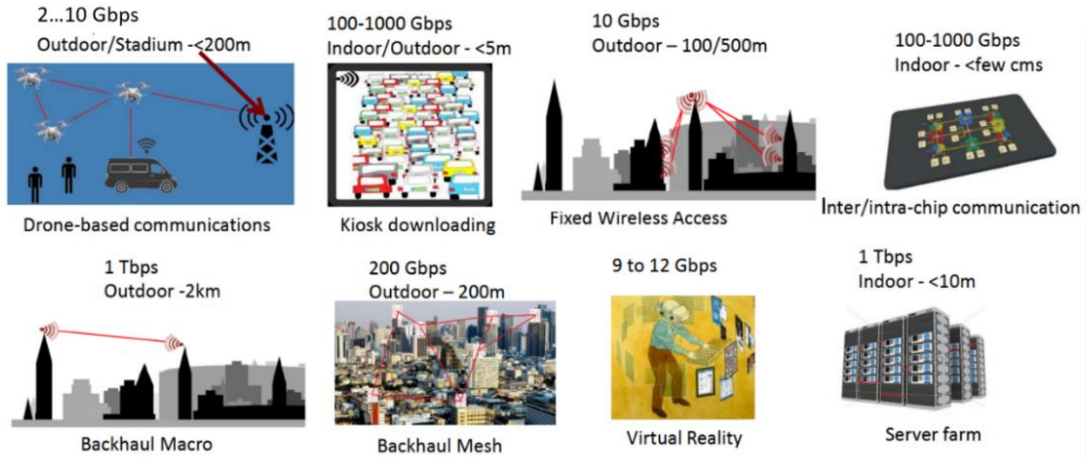 2...10 Gbps
Outdoor/Stadium -<200m
Drone-based communications
100-1000 Gbps
Indoor/Outdoor - <5m
Kiosk downloading
10 Gbps
Outdoor – 100/500m
Fixed Wireless Access
100-1000 Gbps
Indoor - <few cms
Inter/intra-chip communication
1 Tbps
Outdoor -2km
Backhaul Macro
200 Gbps
Outdoor – 200m
Backhaul Mesh
9 to 12 Gbps
Virtual Reality
1 Tbps
Indoor - <10m
Server farm